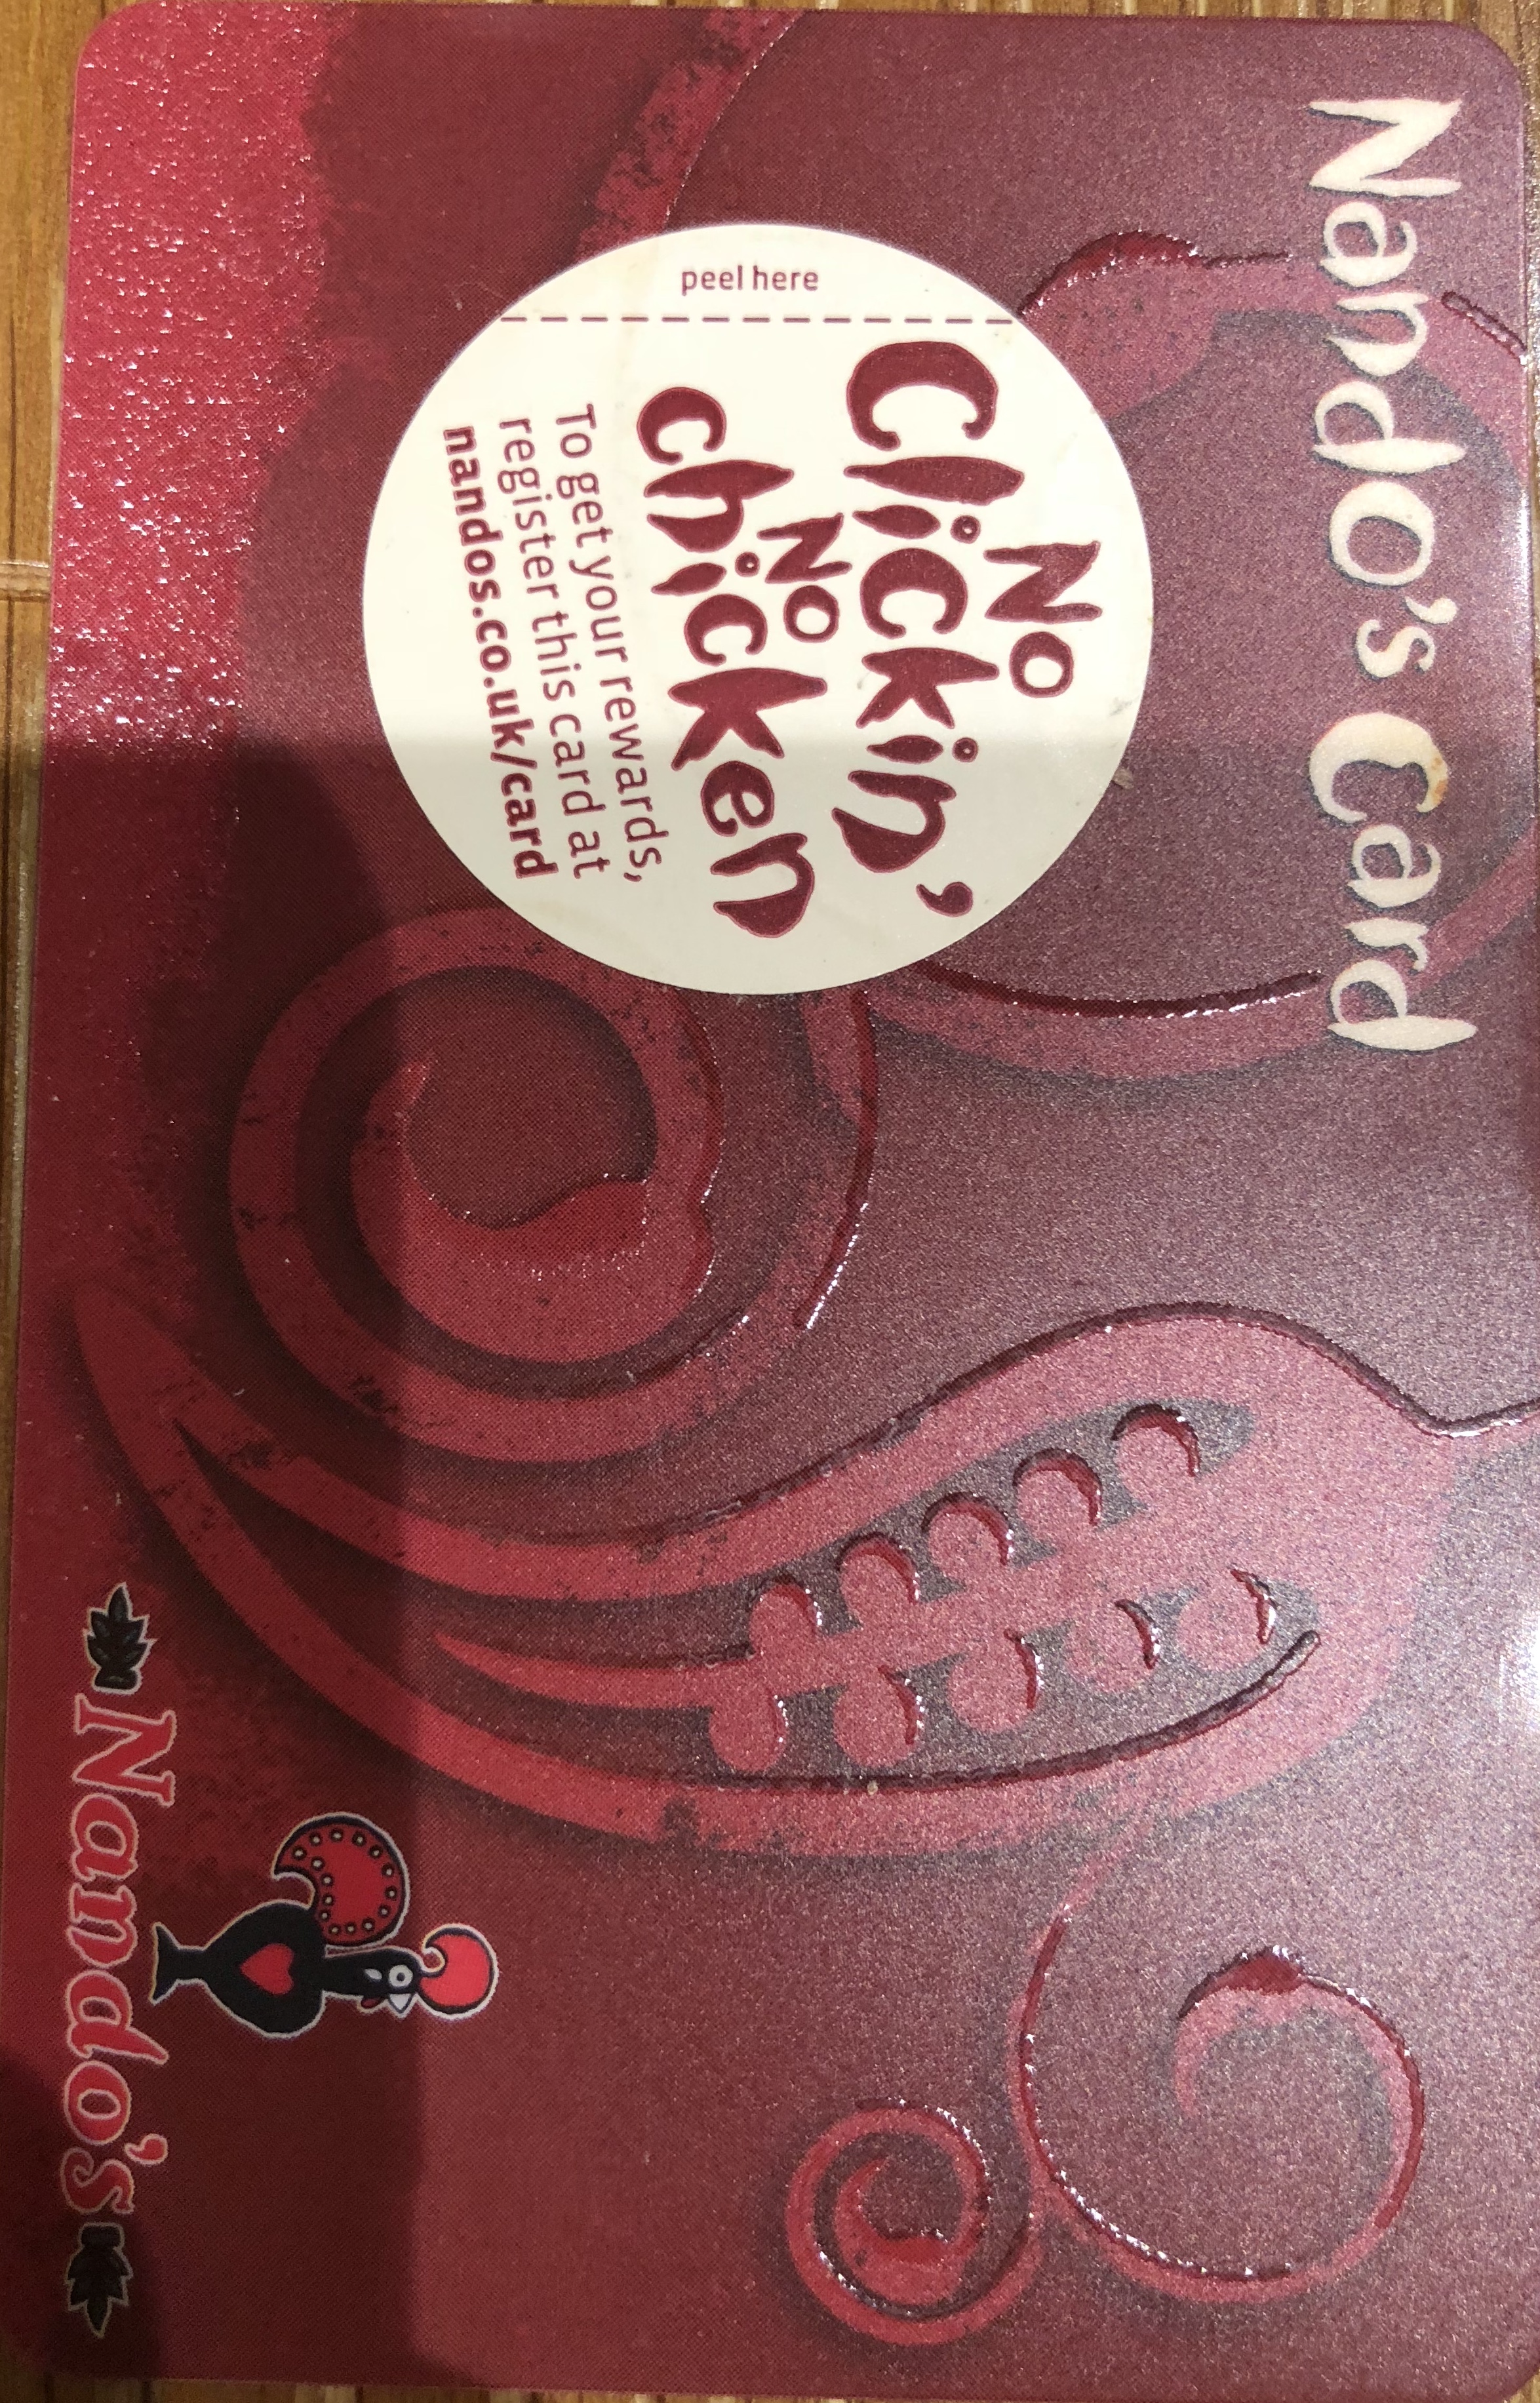 Nando's Card
peel here
No
Clickin',
No
Chicken
To get your rewards,
register this card at
nandos.co.uk/card
Nando's